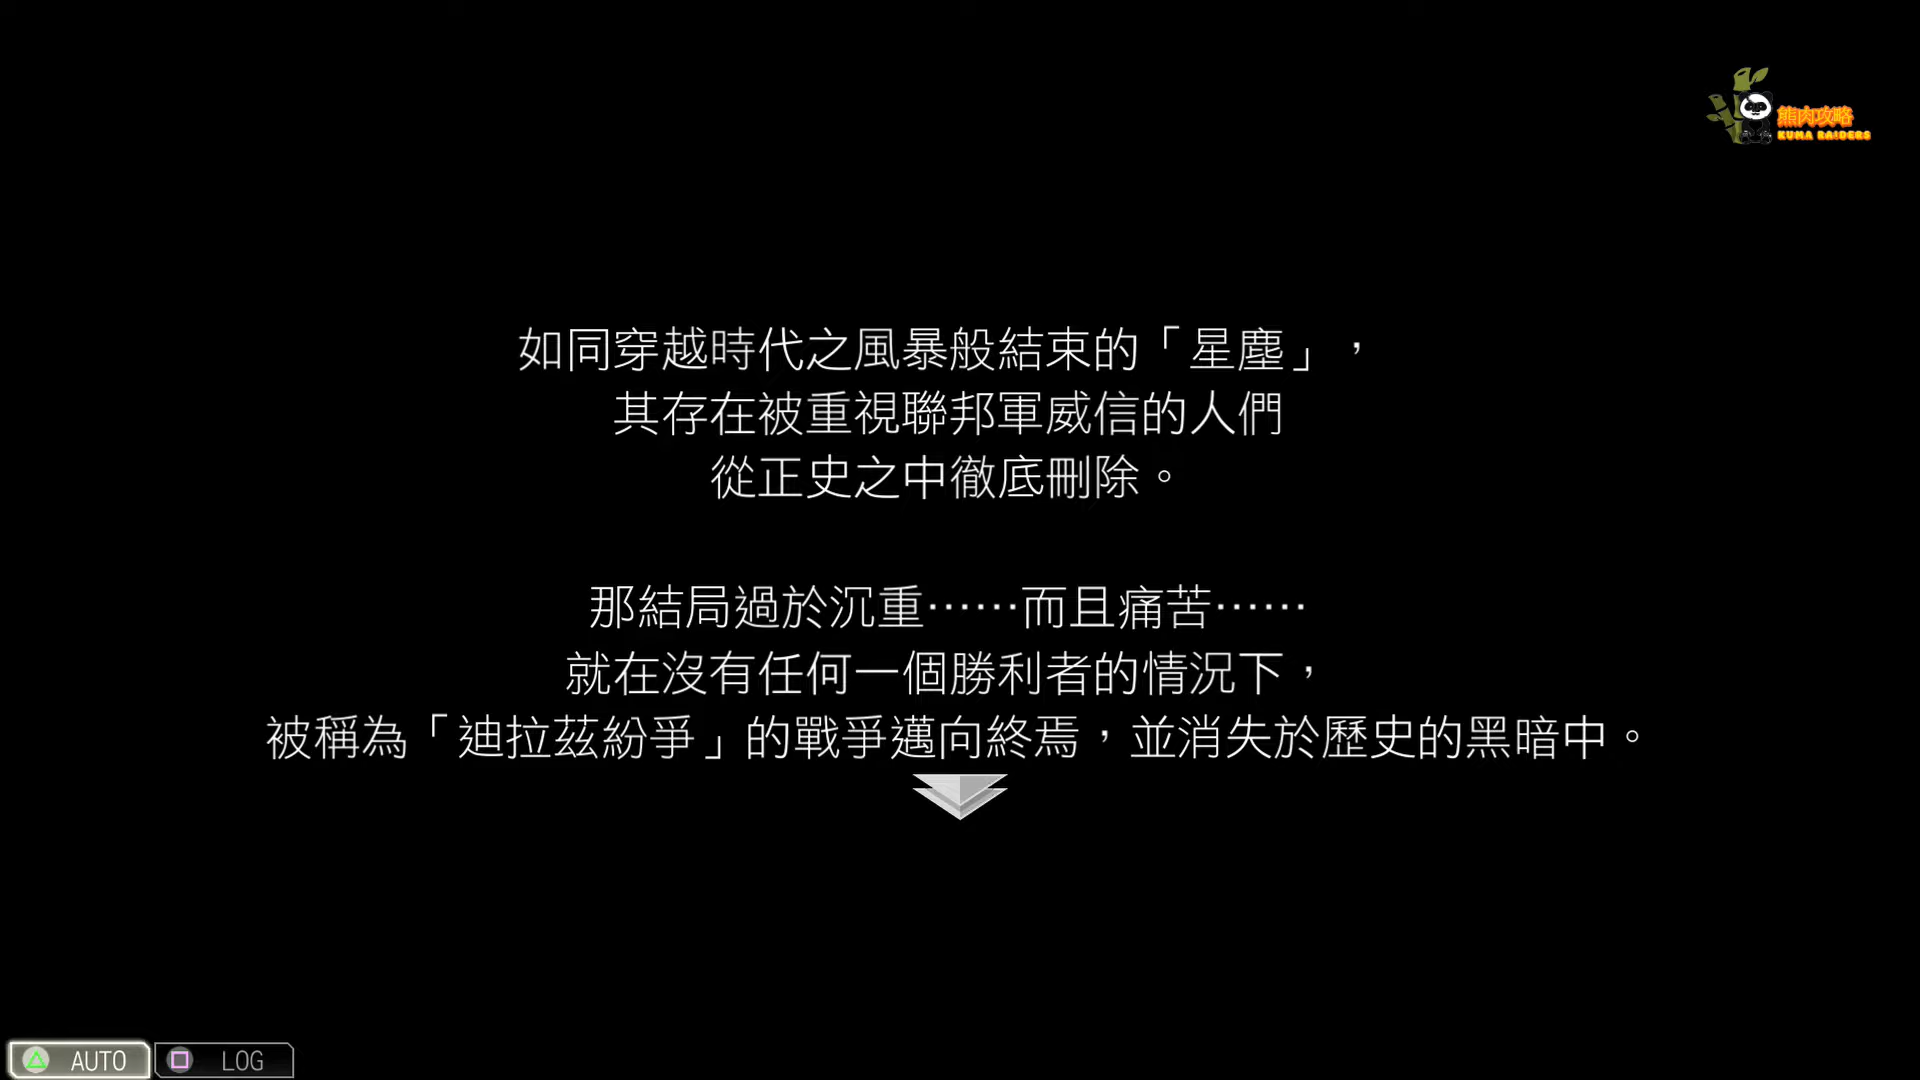 熊肉攻略
KUMA RAIDERS
如同穿越時代之風暴般結束的「星塵」，
其存在被重視聯邦軍威信的人們
從正史之中徹底刪除。
那結局過於沉重⋯⋯而且痛苦⋯⋯
就在沒有任何一個勝利者的情況下，
被稱為「迪拉茲紛爭」的戰爭邁向終焉，並消失於歷史的黑暗中。
AUTO
LOG